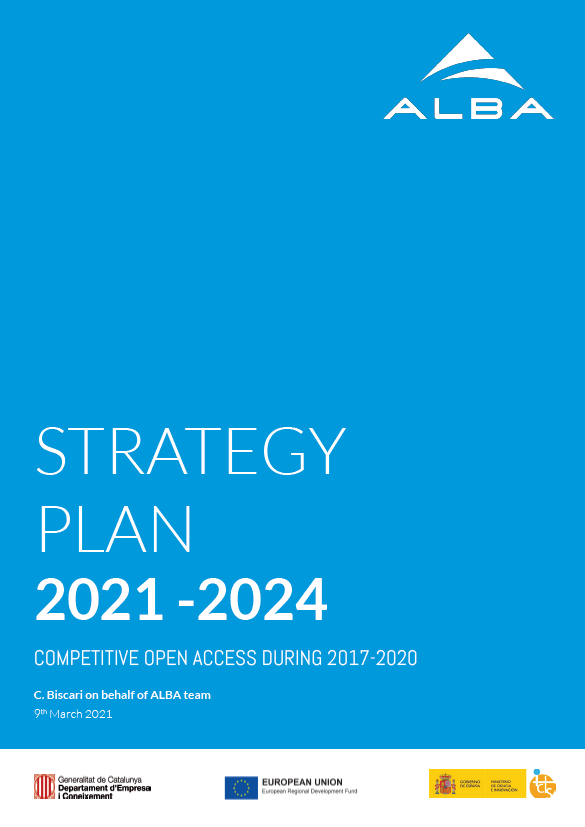 ALBA
STRATEGY
PLAN
2021 -2024
COMPETITIVE OPEN ACCESS DURING 2017-2020
C. Biscari on behalf of ALBA team
9th March 2021
Generalitat de Catalunya
Departament d'Empresa
i Coneixement
EUROPEAN UNION
European Regional Development Fund
GOBIERNO
DE ESPAÑA
MINISTERIO
DE CIENCIA
E INNOVACIÓN